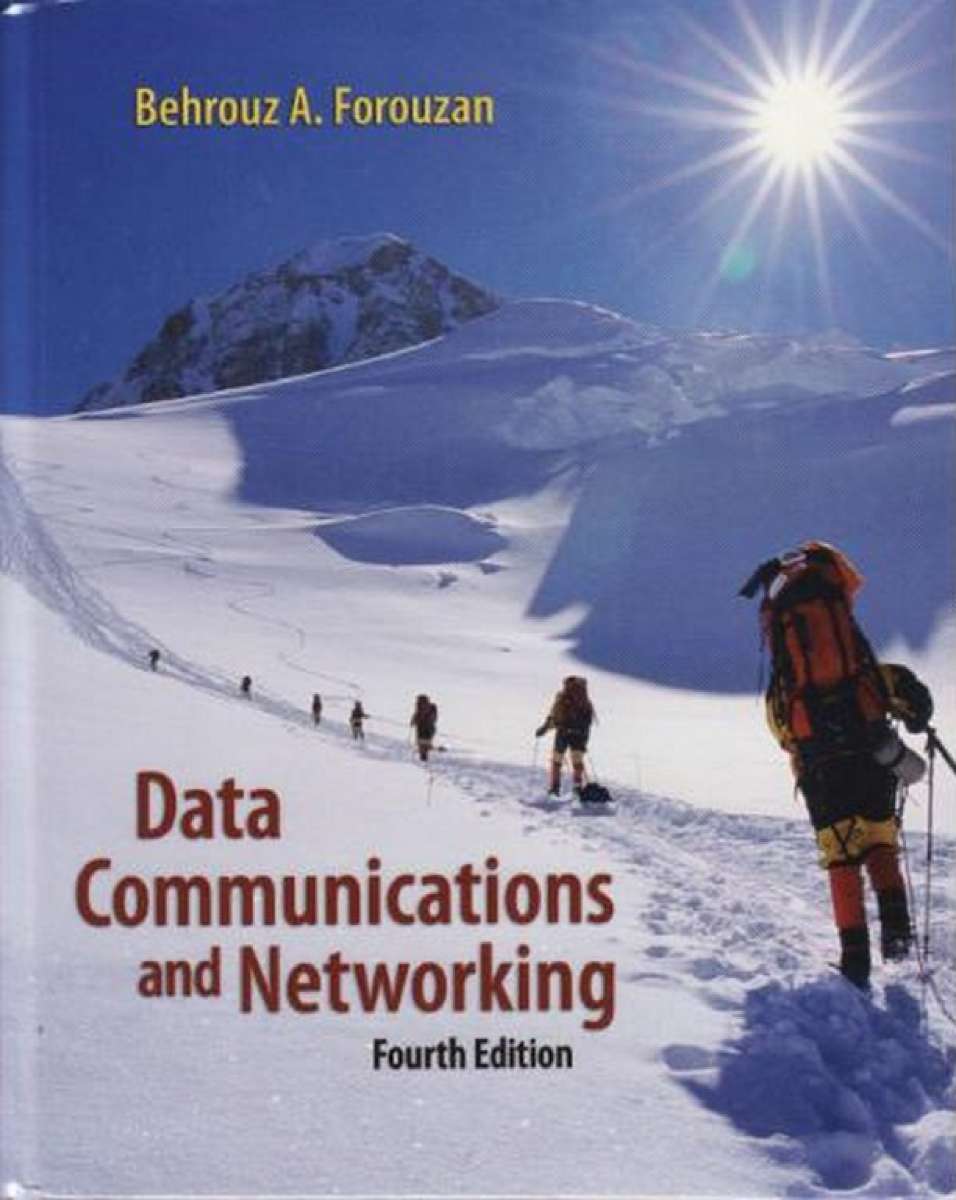 Behrouz A. Forouzan
Data
Communications
and Networking
Fourth Edition